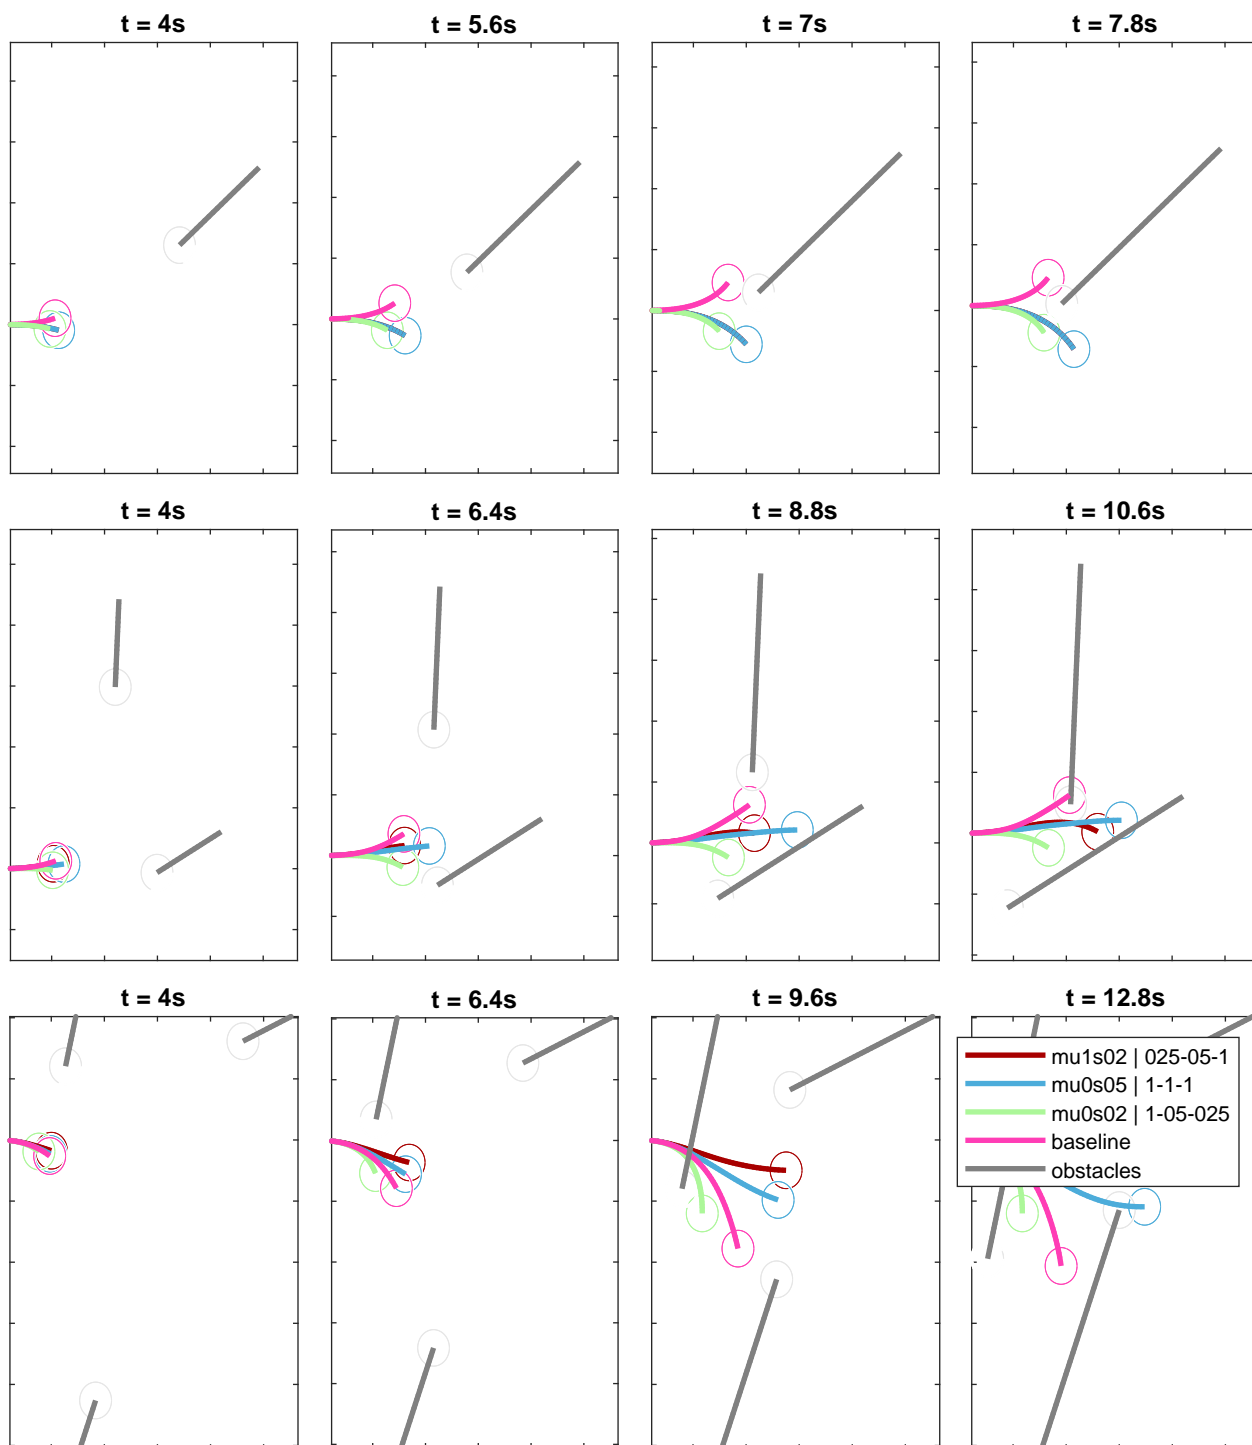 t = 4s
t = 5.6s
t = 7s
t = 7.8s
t = 4s
t = 6.4s
t = 8.8s
t = 10.6s
t = 4s
t = 6.4s
t = 9.6s
t = 12.8s
mu1s02 | 025-05-1
mu0s05 | 1-1-1
mu0s02 | 1-05-025
baseline
obstacles